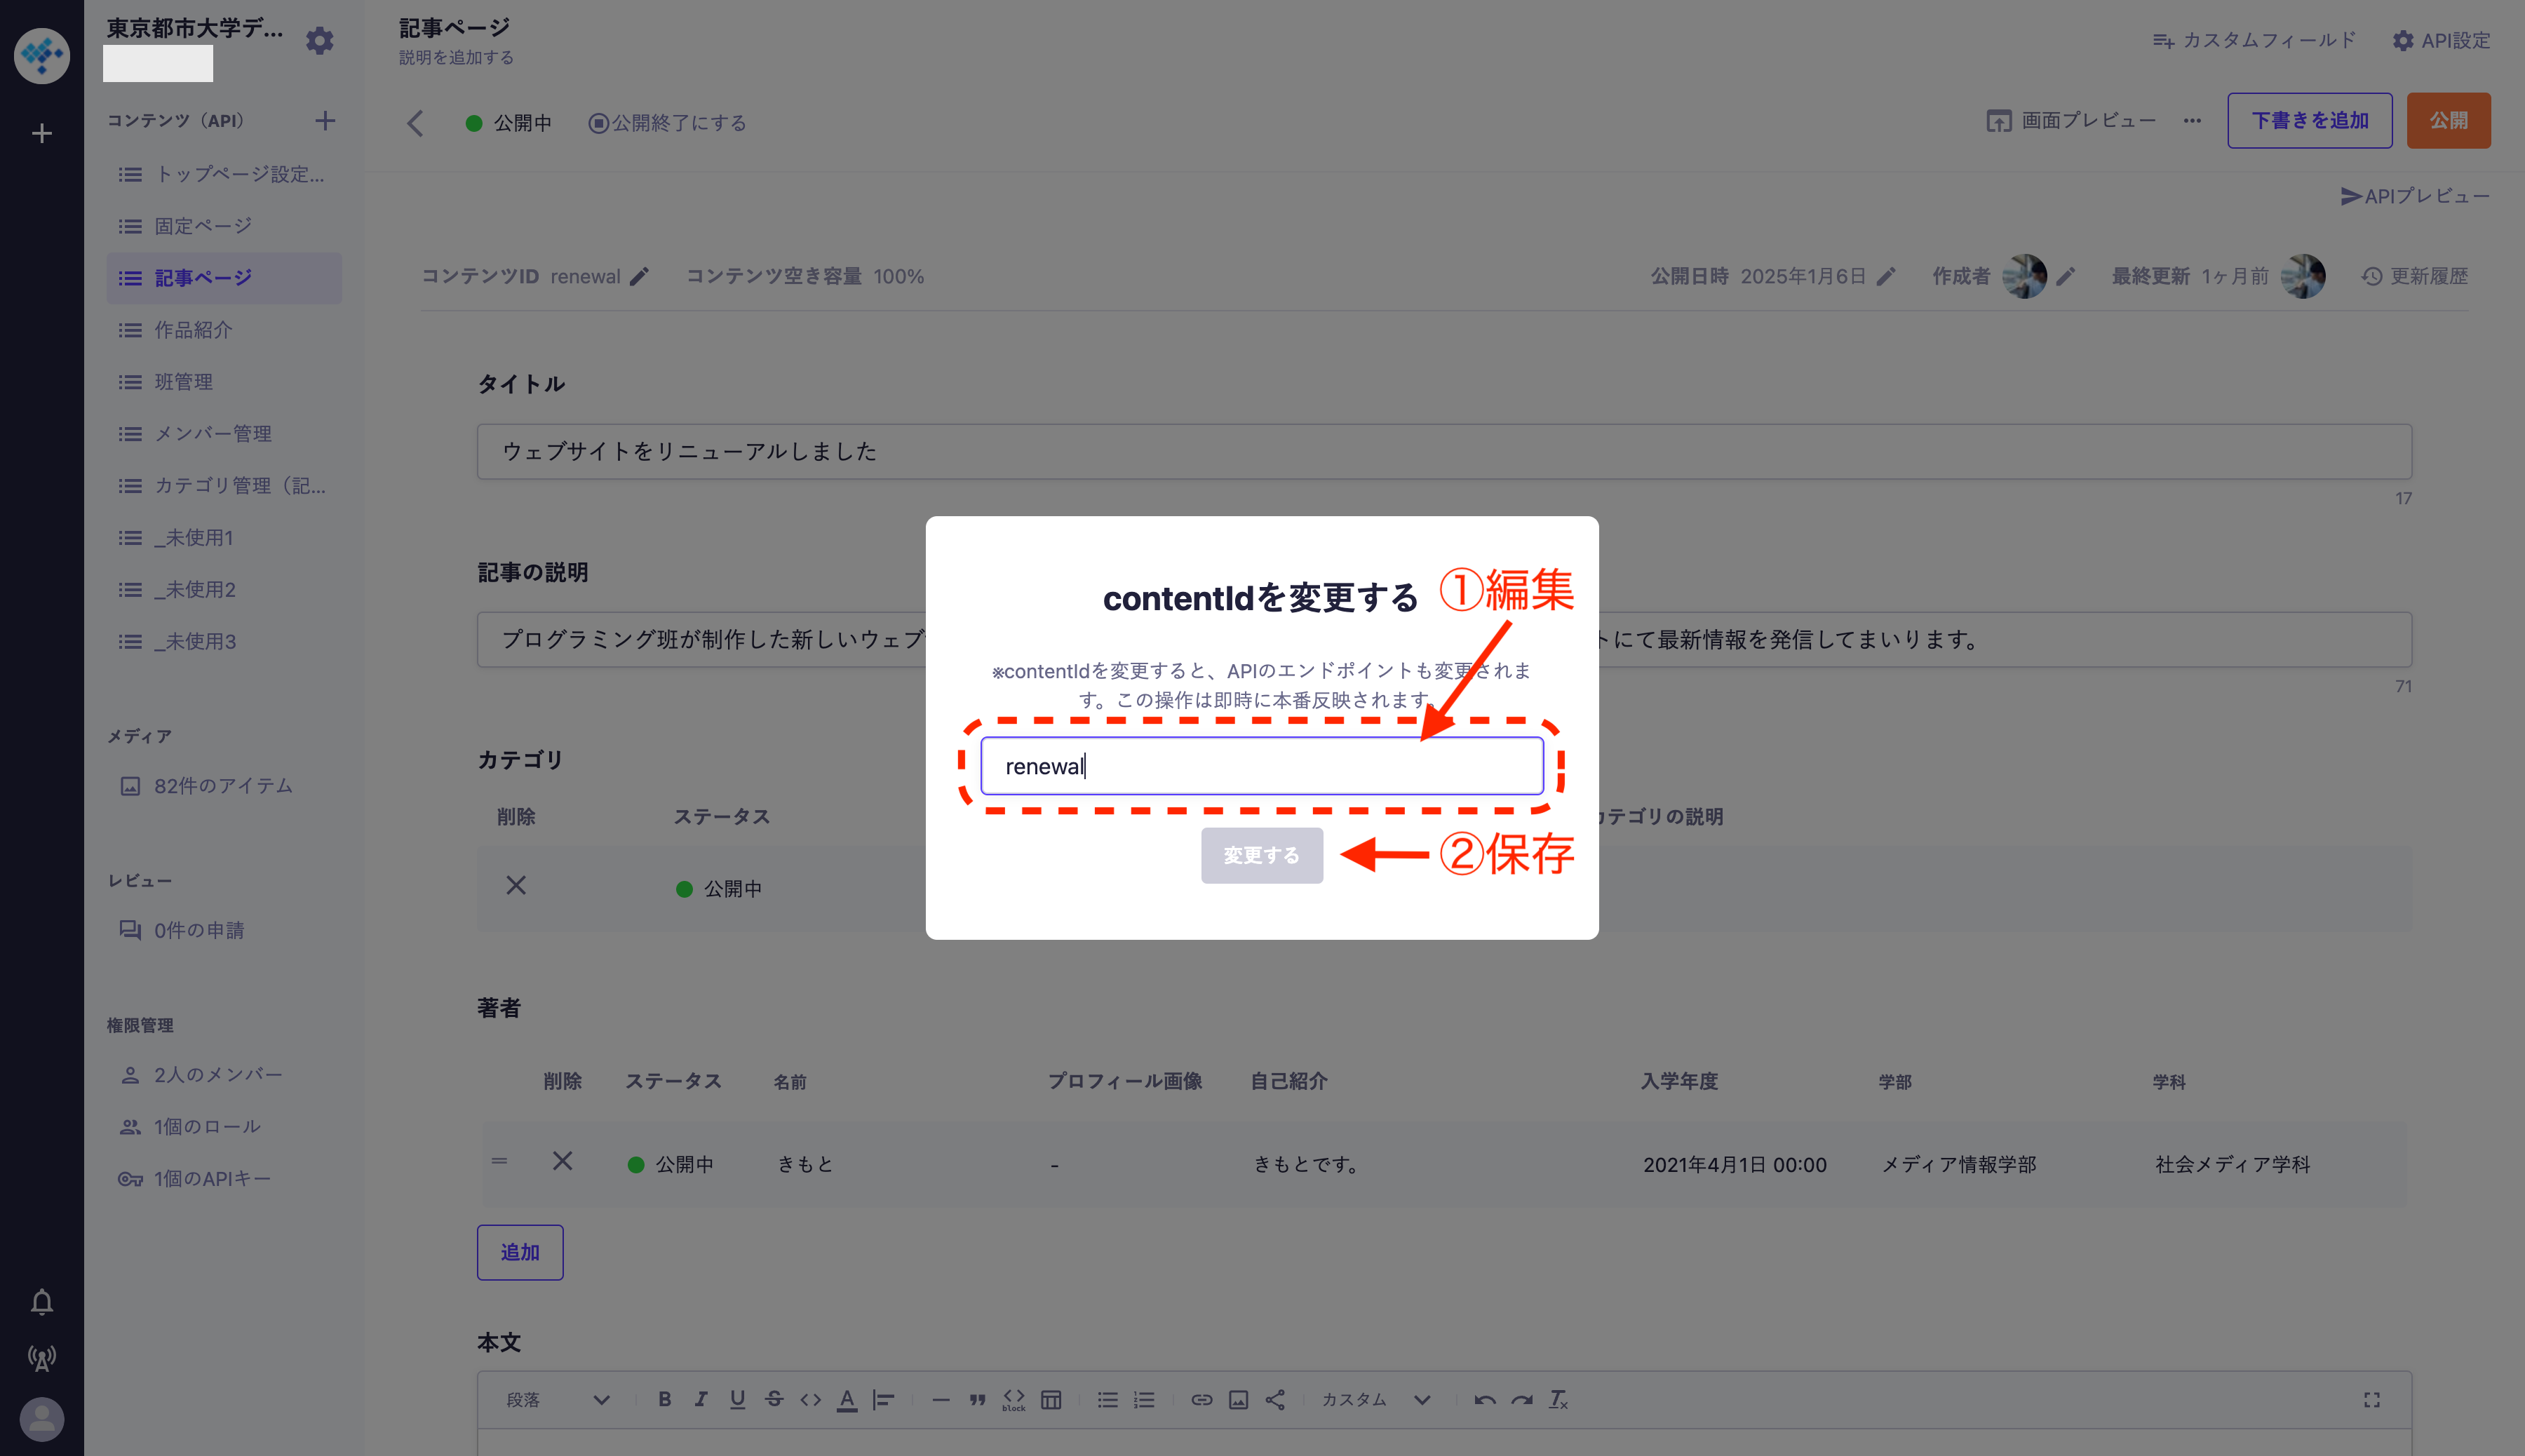 東京都市大学デ...
コンテンツ（API）
トップページ設定...
固定ページ
記事ページ
作品紹介
班管理
メンバー管理
カテゴリ管理（記...
_未使用1
_未使用2
_未使用3
メディア
82件のアイテム
レビュー
0件の申請
権限管理
2人のメンバー
1個のロール
1個のAPIキー
記事ページ
説明を追加する
カスタムフィールド
API設定
公開中
公開終了にする
画面プレビュー
下書きを追加
公開
APIプレビュー
コンテンツID renewal
コンテンツ空き容量 100%
公開日時 2025年1月6日
作成者
最終更新 1ヶ月前
更新履歴
タイトル
ウェブサイトをリニューアルしました
17
記事の説明
プログラミング班が制作した新しいウェブ
トにて最新情報を発信してまいります。
71
contentIdを変更する
①編集
※contentIdを変更すると、APIのエンドポイントも変更されま
す。この操作は即時に本番反映されます。
renewal
変更する
②保存
カテゴリ
削除 ステータス カテゴリの説明
公開中
著者
削除 ステータス 名前 プロフィール画像 自己紹介 入学年度 学部 学科
公開中 きもと - きもとです。 2021年4月1日 00:00 メディア情報学部 社会メディア学科
追加
本文
段落
block
カスタム